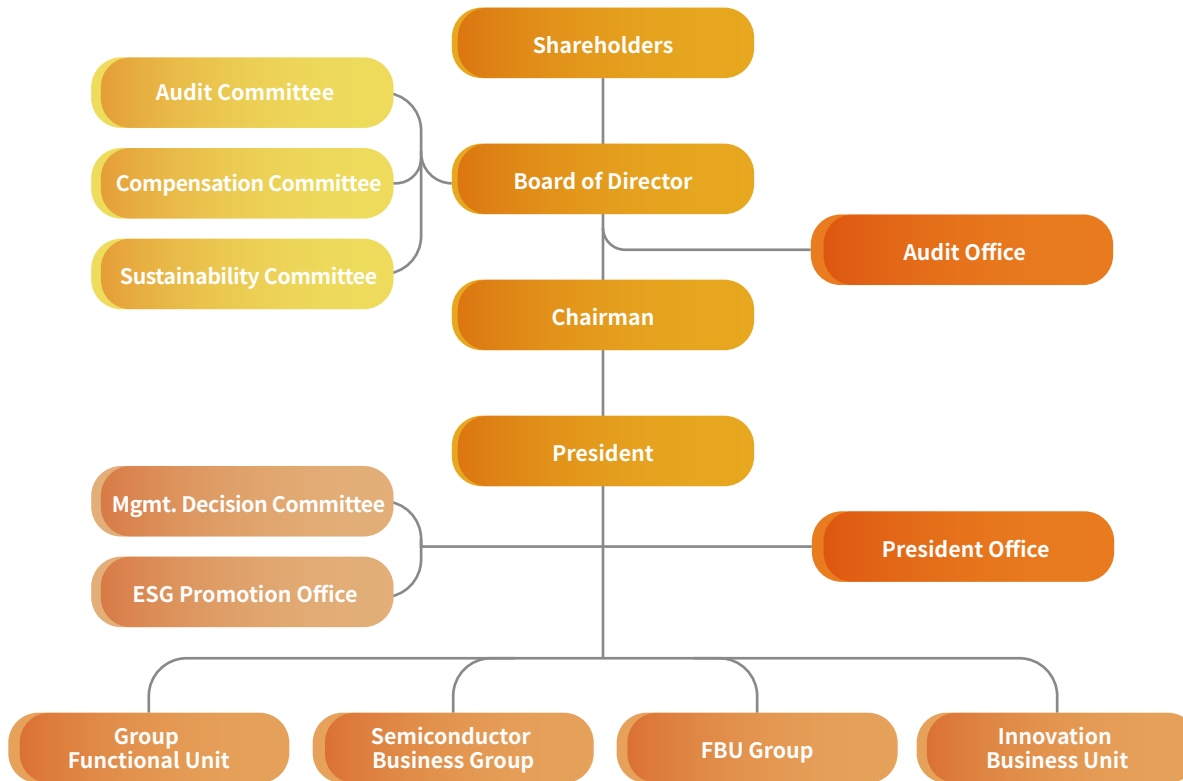 Shareholders
Audit Committee
Compensation Committee
Board of Director
Sustainability Committee
Audit Office
Chairman
President
Mgmt. Decision Committee
President Office
ESG Promotion Office
Group
Functional Unit
Semiconductor
Business Group
FBU Group
Innovation
Business Unit